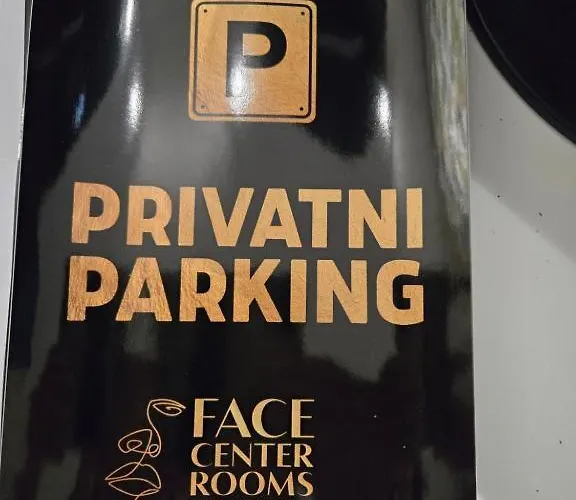 P
PRIVATNI
PARKING
FACE
CENTER
ROOMS